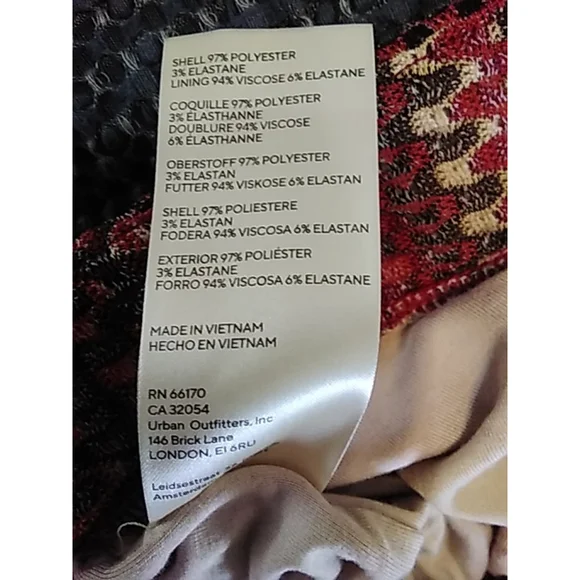 SHELL 97% POLYESTER
3% ELASTANE
LINING 94% VISCOSE 6% ELASTANE
COQUILLE 97% POLYESTER
3% ÉLASTHANNE
DOUBLURE 94% VISCOSE
6% ÉLASTHANNE
OBERSTOFF 97% POLYESTER
3% ELASTAN
FUTTER 94% VISKOSE 6% ELASTAN
SHELL 97% POLIESTERE
3% ELASTAN
FODERA 94% VISCOSA 6% ELASTAN
EXTERIOR 97% POLIÉSTER
3% ELASTANE
FORRO 94% VISCOSA 6% ELASTANE
MADE IN VIETNAM
HECHO EN VIETNAM
RN 66170
CA 32054
Urban Outfitters, Inc
146 Brick Lane
LONDON, E1 6RU
Leidsestraat
Amsterdam